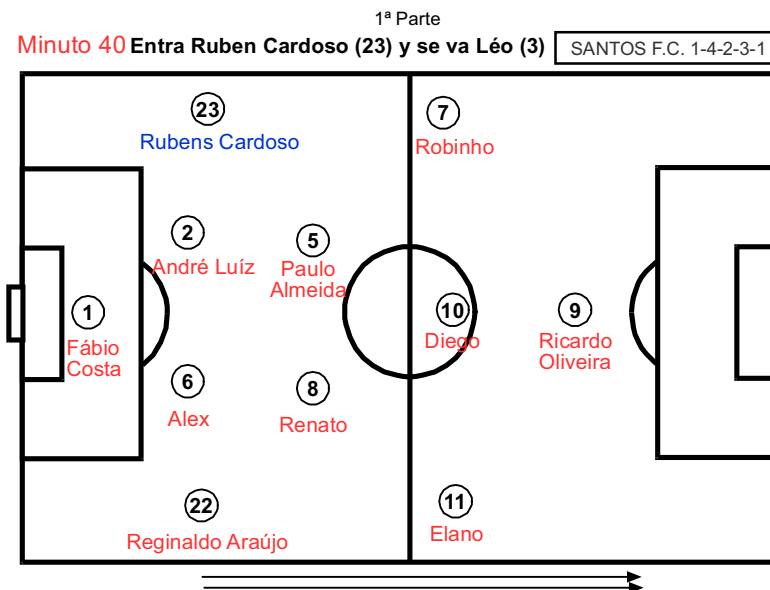 1ª Parte
Minuto 40 Entra Ruben Cardoso (23) y se va Léo (3)
SANTOS F.C. 1-4-2-3-1
23
Rubens Cardoso
7
Robinho
2
André Luíz
5
Paulo
Almeida
1
Fábio
Costa
10
Diego
9
Ricardo
Oliveira
6
Alex
8
Renato
22
Reginaldo Araújo
11
Elano